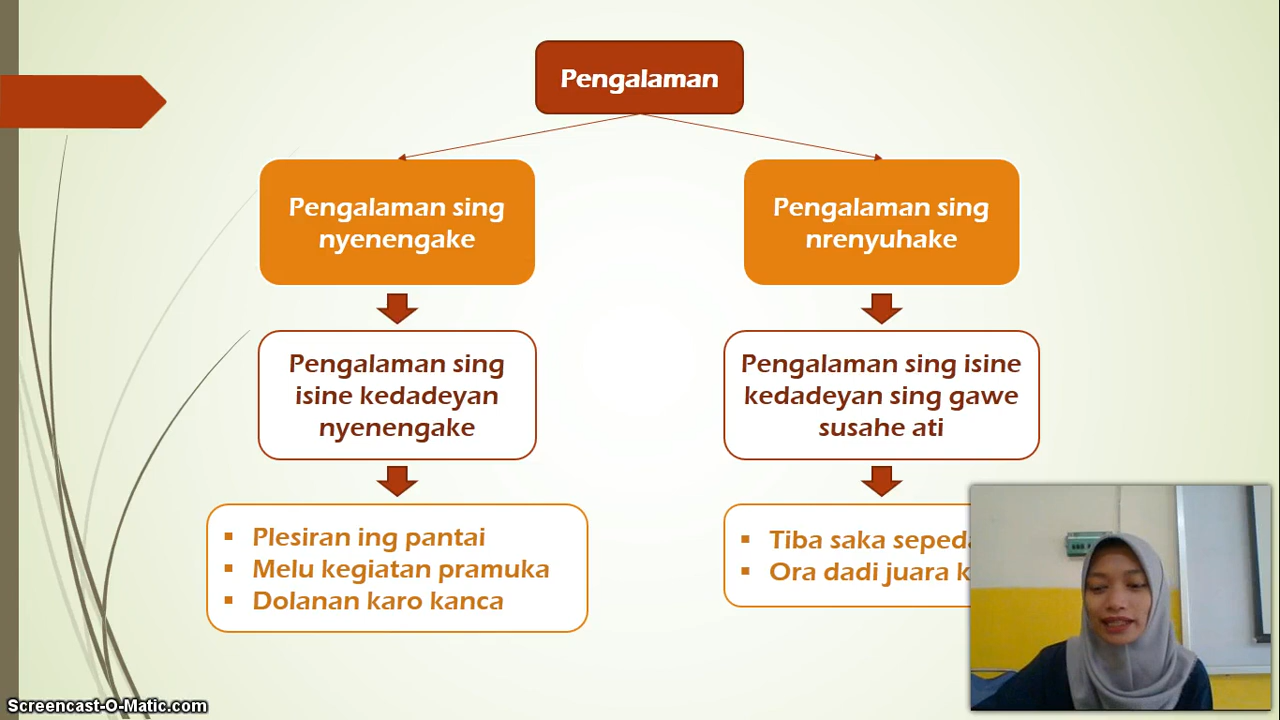 Pengalaman
Pengalaman sing
nyenengake
Pengalaman sing
nrenyuhake
Pengalaman sing
isine kedadeyan
nyenengake
Pengalaman sing isine
kedadeyan sing gawe
susahe ati
▪ Plesiran ing pantai
▪ Melu kegiatan pramuka
▪ Dolanan karo kanca
▪ Tiba saka
▪ Ora dadi juara
Screencast-O-Matic.com